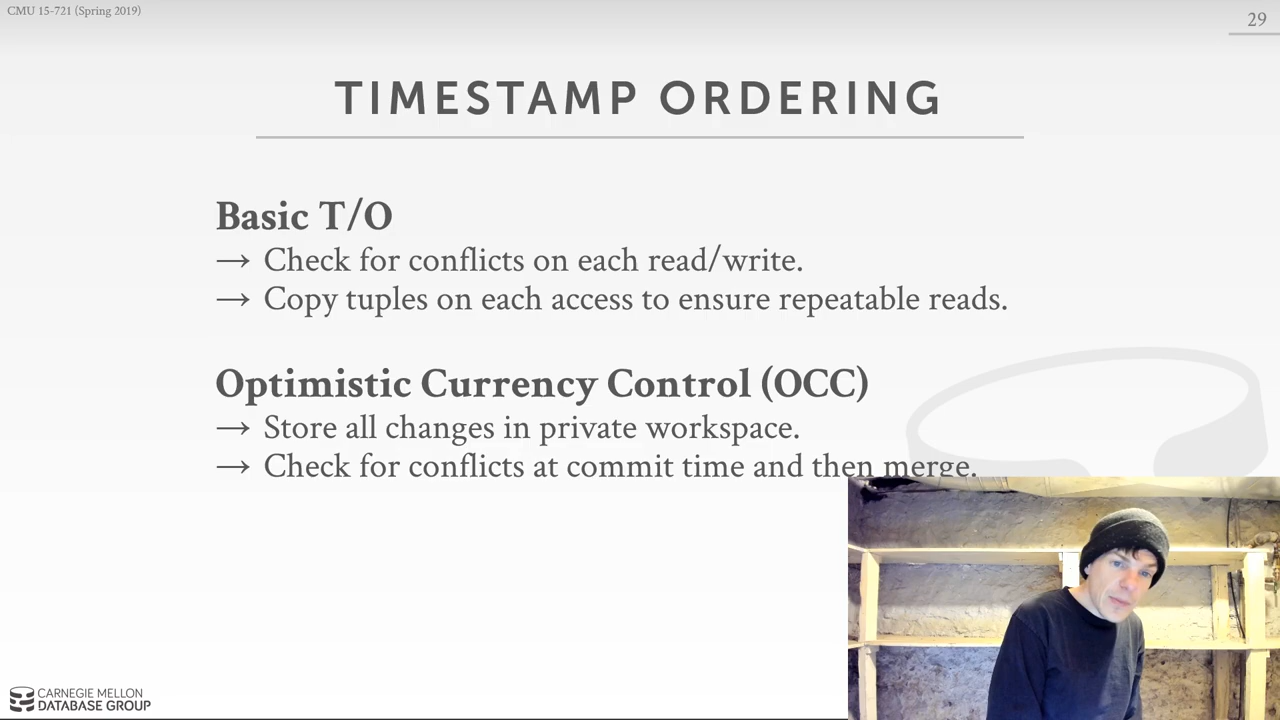 CMU 15-721 (Spring 2019)
29
TIMESTAMP ORDERING
Basic T/O
→ Check for conflicts on each read/write.
→ Copy tuples on each access to ensure repeatable reads.
Optimistic Currency Control (OCC)
→ Store all changes in private workspace.
→ Check for conflicts at commit time and then merge.
CARNEGIE MELLON
DATABASE GROUP